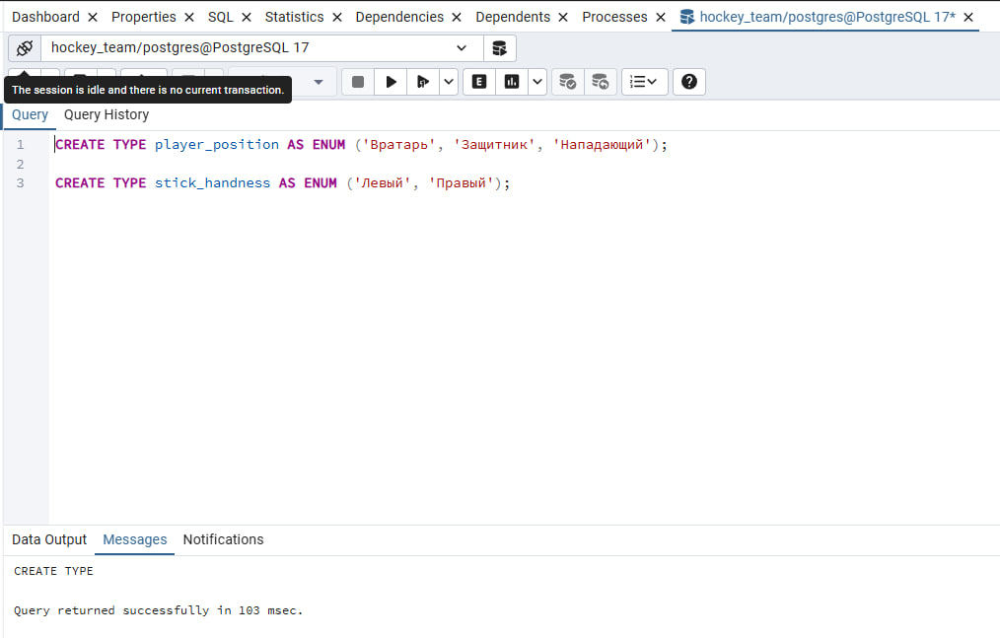 Dashboard Properties SQL Statistics Dependencies Dependents Processes hockey_team/postgres@PostgreSQL 17*
hockey_team/postgres@PostgreSQL 17
The session is idle and there is no current transaction.
Query Query History
1 CREATE TYPE player_position AS ENUM ('Вратарь', 'Защитник', 'Нападающий');
2
3 CREATE TYPE stick_handness AS ENUM ('Левый', 'Правый');
Data Output Messages Notifications
CREATE TYPE
Query returned successfully in 103 msec.